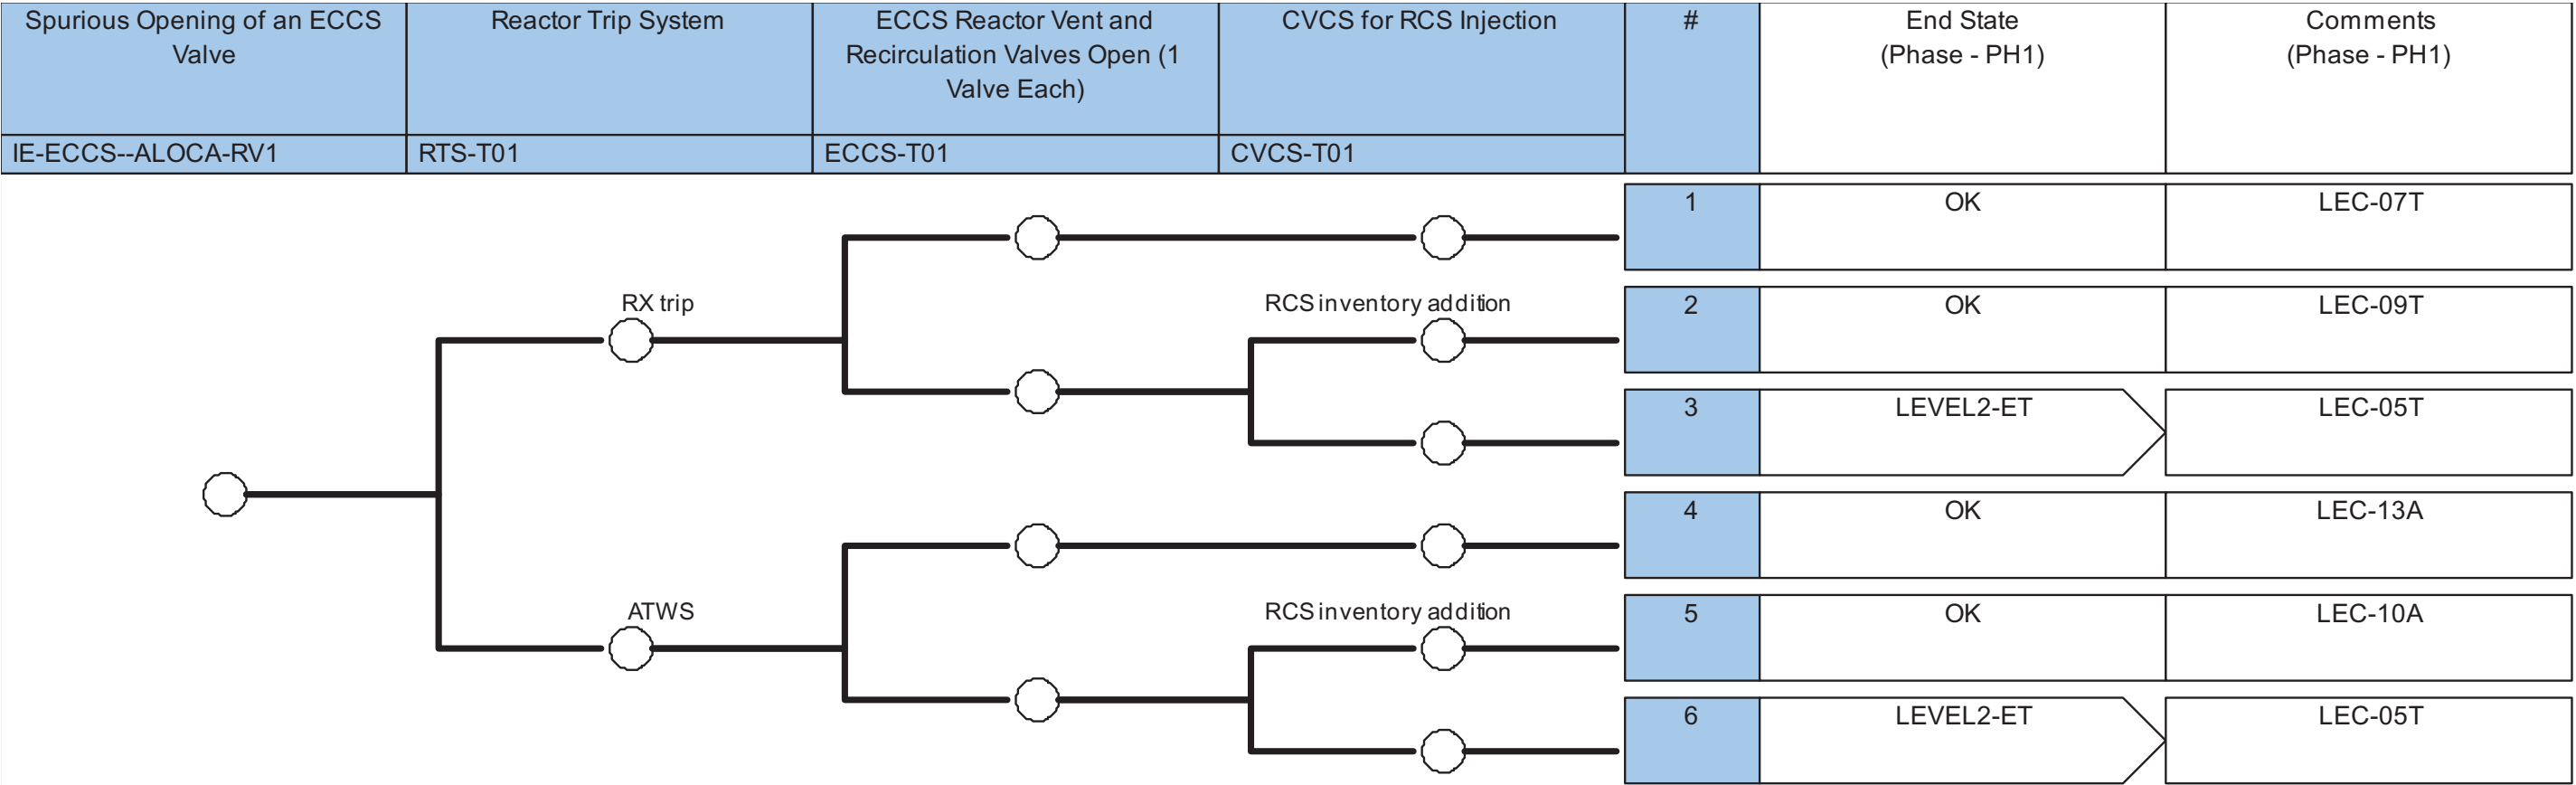 Spurious Opening of an ECCS
Valve
Reactor Trip System
ECCS Reactor Vent and
Recirculation Valves Open (1
Valve Each)
CVCS for RCS Injection
#
End State
(Phase - PH1)
Comments
(Phase - PH1)
IE-ECCS--ALOCA-RV1
RTS-T01
ECCS-T01
CVCS-T01
1
OK
LEC-07T
RX trip
RCS inventory addition
2
OK
LEC-09T
3
LEVEL2-ET
LEC-05T
4
OK
LEC-13A
ATWS
RCS inventory addition
5
OK
LEC-10A
6
LEVEL2-ET
LEC-05T